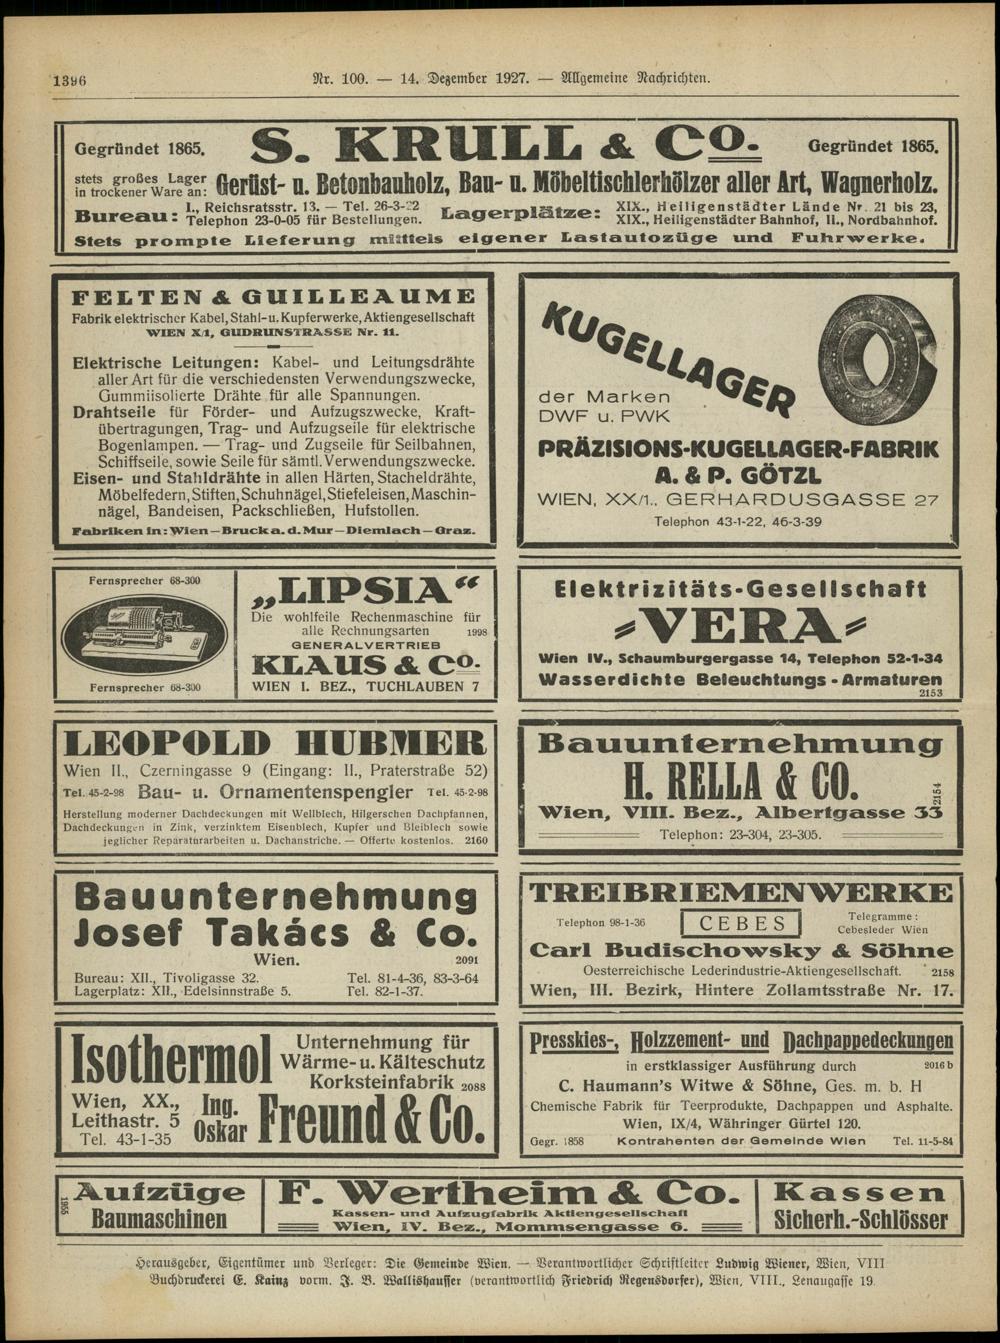 1396
Nr. 100. — 14. Dezember 1927. — Allgemeine Nachrichten.
Gegründet 1865.
S. KRULL & Co.
Gegründet 1865.
stets großes Lager
in trockener Ware an:
Gerüst- u. Betonbauholz, Bau- u. Möbeltischlerhölzer aller Art, Wagnerholz.
Bureau:
I., Reichsratsstr. 13. — Tel. 26-3-22
Telephon 23-0-05 für Bestellungen.
Lagerplätze:
XIX., Heiligenstädter Lände Nr. 21 bis 23,
XIX., Heiligenstädter Bahnhof, II., Nordbahnhof.
Stets prompte Lieferung mittels eigener Lastautozüge und Fuhrwerke.
FELTEN & GUILLEAUME
Fabrik elektrischer Kabel, Stahl- u. Kupferwerke, Aktiengesellschaft
WIEN X/1, GUDRUNSTRASSE Nr. 11.
Elektrische Leitungen: Kabel- und Leitungsdrähte
aller Art für die verschiedensten Verwendungszwecke,
Gummiisolierte Drähte für alle Spannungen.
Drahtseile für Förder- und Aufzugszwecke, Kraft-
übertragungen, Trag- und Aufzugseile für elektrische
Bogenlampen. — Trag- und Zugseile für Seilbahnen,
Schiffseile, sowie Seile für sämtl. Verwendungszwecke.
Eisen- und Stahldrähte in allen Härten, Stacheldrähte,
Möbelfedern, Stiften, Schuhnägel, Stiefeleisen, Maschin-
nägel, Bandeisen, Packschließen, Hufstollen.
Fabriken in: Wien — Bruck a. d. Mur — Diemlach — Graz.
KUGELLAGER
der Marken
DWF u. PWK
PRÄZISIONS-KUGELLAGER-FABRIK
A. & P. GÖTZL
WIEN, XX/1., GERHARDUSGASSE 27
Telephon 43-1-22, 46-3-39
Fernsprecher 68-300
Fernsprecher 68-300
„LIPSIA“
Die wohlfeile Rechenmaschine für
alle Rechnungsarten 1998
GENERALVERTRIEB
KLAUS & Co.
WIEN I. BEZ., TUCHLAUBEN 7
Elektrizitäts-Gesellschaft
„VERA“
Wien IV., Schaumburgergasse 14, Telephon 52-1-34
Wasserdichte Beleuchtungs-Armaturen
2153
LEOPOLD HUBMER
Wien II., Czerningasse 9 (Eingang: II., Praterstraße 52)
Tel. 45-2-98 Bau- u. Ornamentenspengler Tel. 45-2-98
Herstellung moderner Dachdeckungen mit Wellblech, Hilgerschen Dachpfannen,
Dachdeckungen in Zink, verzinktem Eisenblech, Kupfer und Bleiblech sowie
jeglicher Reparaturarbeiten u. Dachanstriche. — Offerte kostenlos. 2160
Bauunternehmung
H. RELLA & CO.
2154
Wien, VIII. Bez., Albertgasse 33
Telephon: 23-304, 23-305.
Bauunternehmung
Josef Takács & Co.
Wien. 2091
Bureau: XII., Tivoligasse 32. Tel. 81-4-36, 83-3-64
Lagerplatz: XII., Edelsinnstraße 5. Tel. 82-1-37.
TREIBRIEMENWERKE
Telephon 98-1-36
CEBES
Telegramme:
Cebesleder Wien
Carl Budischowsky & Söhne
Oesterreichische Lederindustrie-Aktiengesellschaft. 2158
Wien, III. Bezirk, Hintere Zollamtsstraße Nr. 17.
Isothermol
Unternehmung für
Wärme- u. Kälteschutz
Korksteinfabrik 2088
Wien, XX.,
Leithastr. 5
Tel. 43-1-35
Ing.
Oskar
Freund & Co.
Presskies-, Holzzement- und Dachpappedeckungen
in erstklassiger Ausführung durch 2016 b
C. Haumann's Witwe & Söhne, Ges. m. b. H
Chemische Fabrik für Teerprodukte, Dachpappen und Asphalte.
Wien, IX/4, Währinger Gürtel 120.
Gegr. 1858 Kontrahenten der Gemeinde Wien Tel. 11-5-84
1955
Aufzüge
Baumaschinen
F. Wertheim & Co.
Kassen- und Aufzugfabrik Aktiengesellschaft
Wien, IV. Bez., Mommsengasse 6.
Kassen
Sicherh.-Schlösser
Herausgeber, Eigentümer und Verleger: Die Gemeinde Wien. — Verantwortlicher Schriftleiter Ludwig Wiener, Wien, VIII
Buchdruckerei E. Kainz vorm. J. B. Wallishausser (verantwortlich Friedrich Regensdorfer), Wien, VIII., Lenaugasse 19.